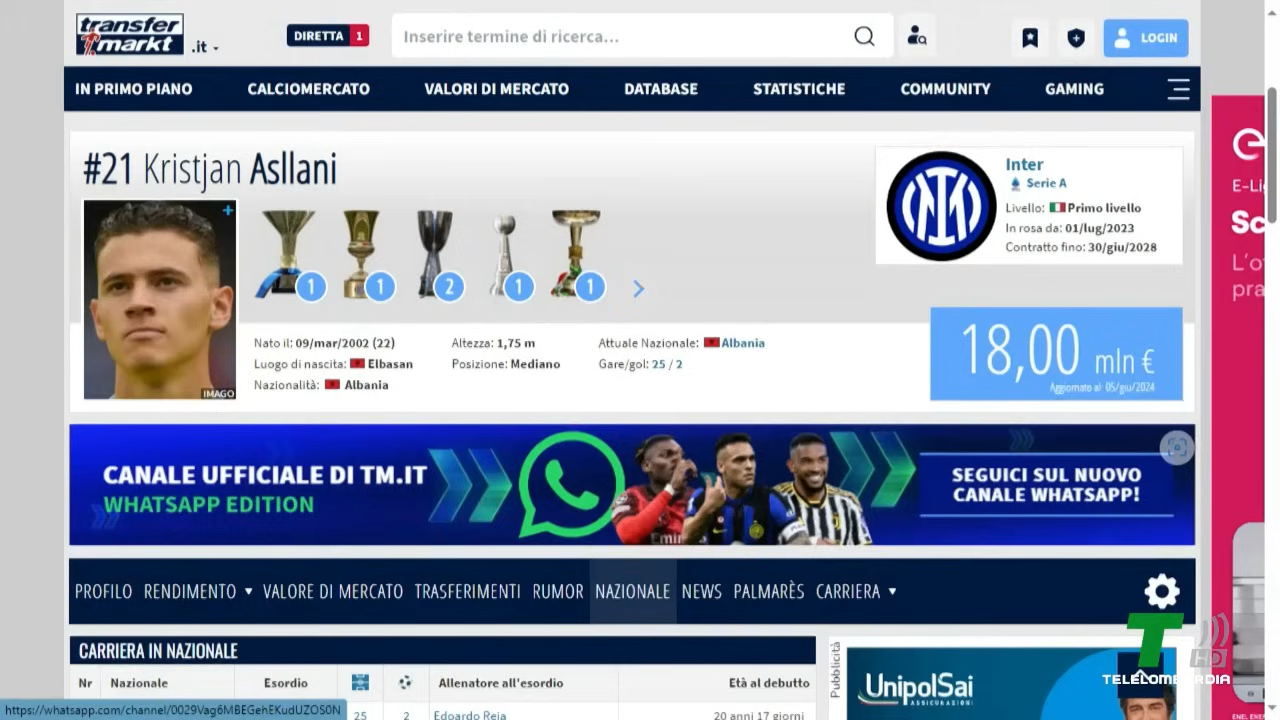 transfer
markt
.it
DIRETTA 1
Inserire termine di ricerca...
LOGIN
IN PRIMO PIANO
CALCIOMERCATO
VALORI DI MERCATO
DATABASE
STATISTICHE
COMMUNITY
GAMING
#21 Kristjan Asllani
Inter
Serie A
Livello: Primo livello
In rosa da: 01/lug/2023
Contratto fino: 30/giu/2028
1
1
2
1
1
Nato il: 09/mar/2002 (22)
Luogo di nascita: Elbasan
Nazionalità: Albania
Altezza: 1,75 m
Posizione: Mediano
Attuale Nazionale: Albania
Gare/gol: 25 / 2
18,00 mln €
Aggiornato al: 05/giu/2024
IMAGO
E-Li
Sc
L'o
pra
CANALE UFFICIALE DI TM.IT
WHATSAPP EDITION
SEGUICI SUL NUOVO
CANALE WHATSAPP!
PROFILO
RENDIMENTO
VALORE DI MERCATO
TRASFERIMENTI
RUMOR
NAZIONALE
NEWS
PALMARÈS
CARRIERA
CARRIERA IN NAZIONALE
Nr
Nazionale
Esordio
Allenatore all'esordio
Età al debutto
25
2
Edoardo Reja
20 anni 17 giorni
https://whatsapp.com/channel/0029Vag6MBEGehEKudUZOS0N
Pubblicità
UnipolSai
ASSICURAZIONI
T HD
TELELOMBARDIA